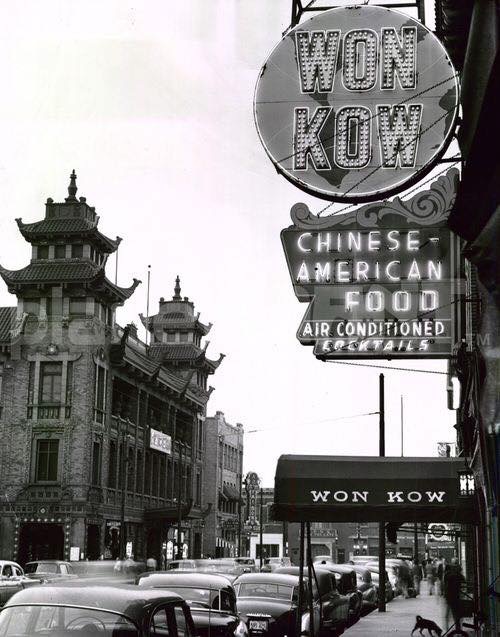 WON
KOW
CHINESE-
AMERICAN
FOOD
AIR CONDITIONED
COCKTAILS
WON KOW